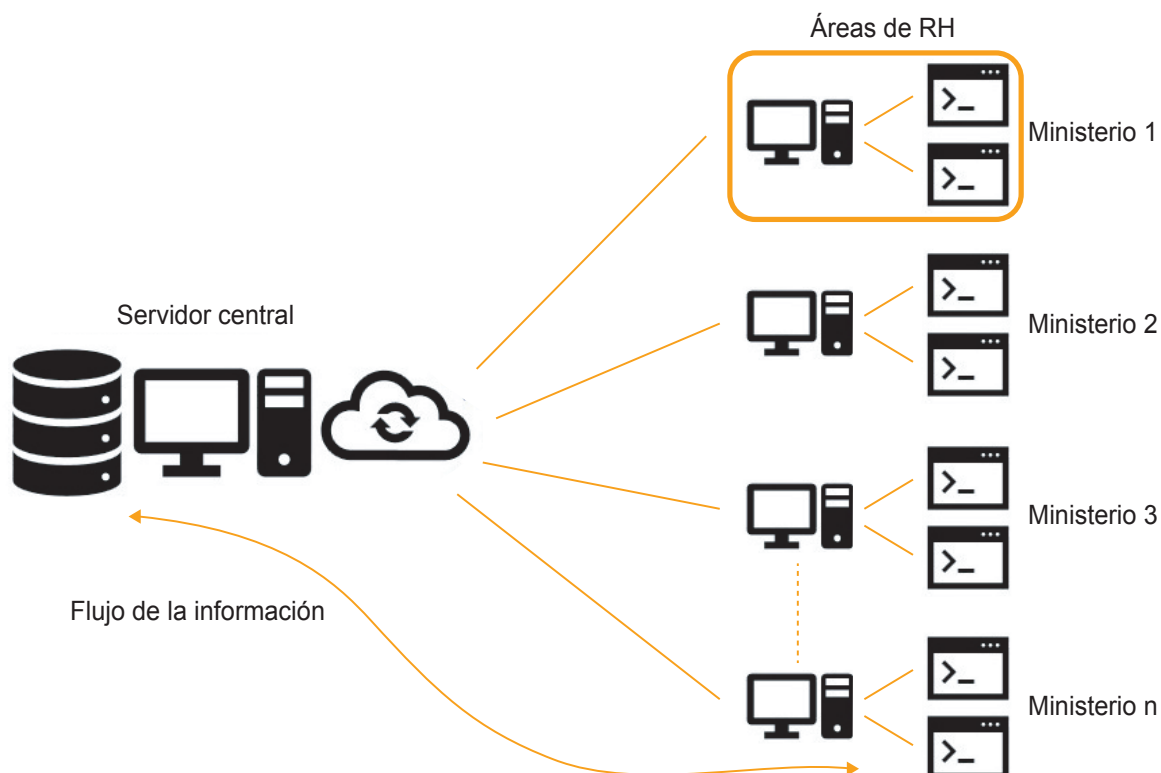 Áreas de RH
Ministerio 1
Servidor central
Ministerio 2
Ministerio 3
Flujo de la información
Ministerio n